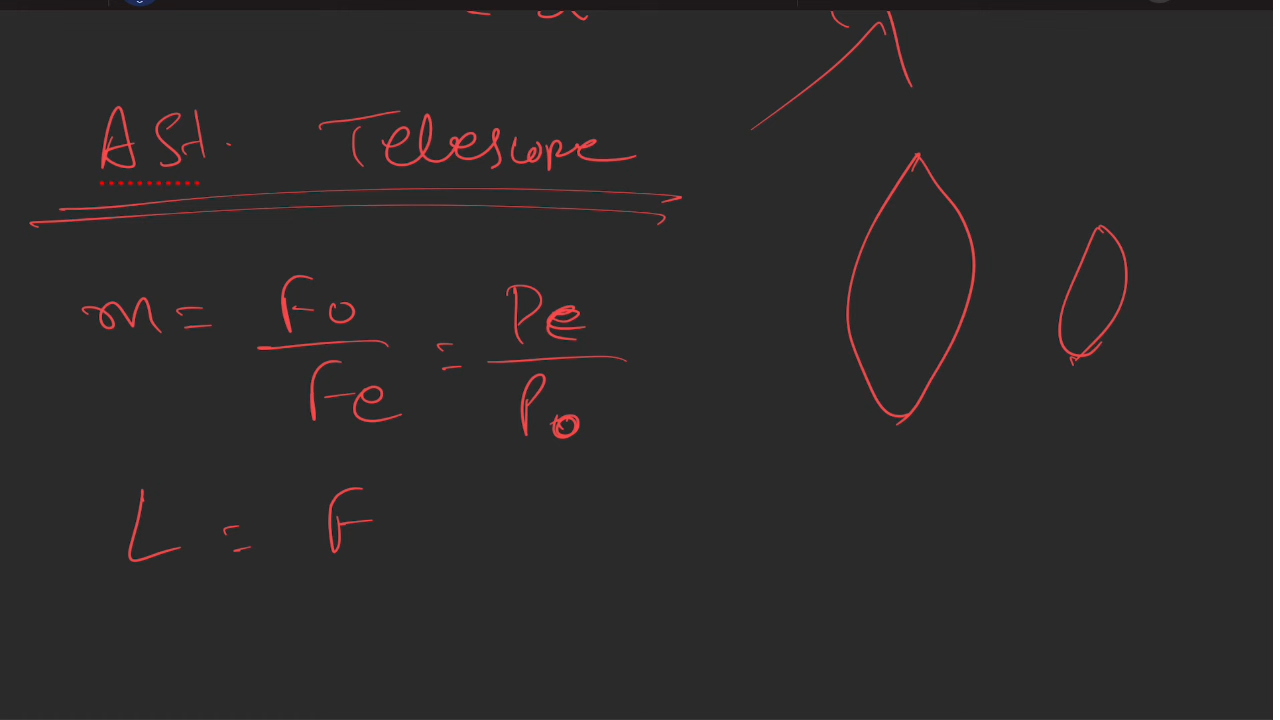 Ast. Telescope
m = Fo / Fe = Pe / Po
L = F